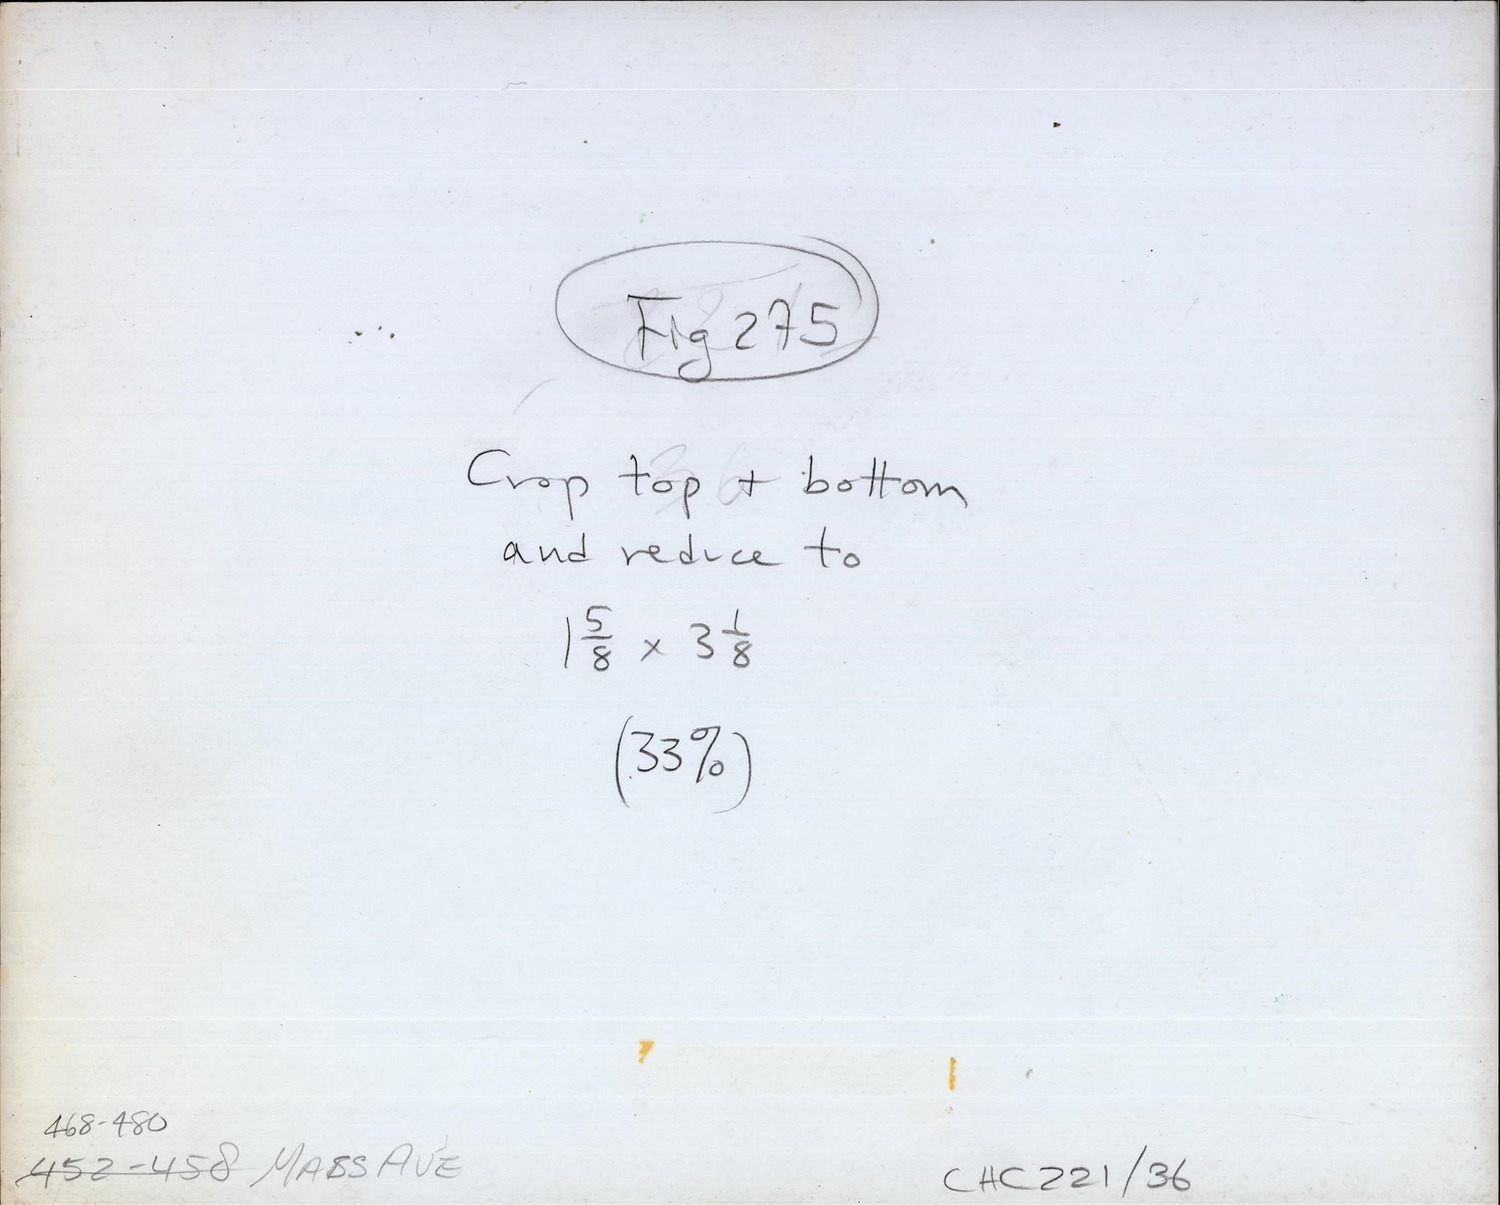 Fig 275
Crop top + bottom
and reduce to
1 5/8 x 3 1/8
(33%)
468-480
452-458 MASS AVE
CHC221/36